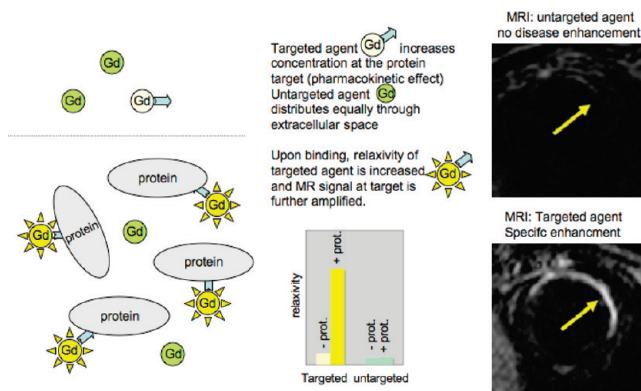 Gd
Gd
Gd
protein
Gd
protein
Gd
protein
Gd
protein
Gd
Gd
Targeted agent Gd increases
concentration at the protein
target (pharmacokinetic effect)
Untargeted agent Gd
distributes equally through
extracellular space
Upon binding, relaxivity of
targeted agent is increased
and MR signal at target is
further amplified.
Gd
relaxivity
- prot.
+ prot.
- prot.
+ prot.
Targeted untargeted
MRI: untargeted agent
no disease enhancement
MRI: Targeted agent
Specifc enhancment